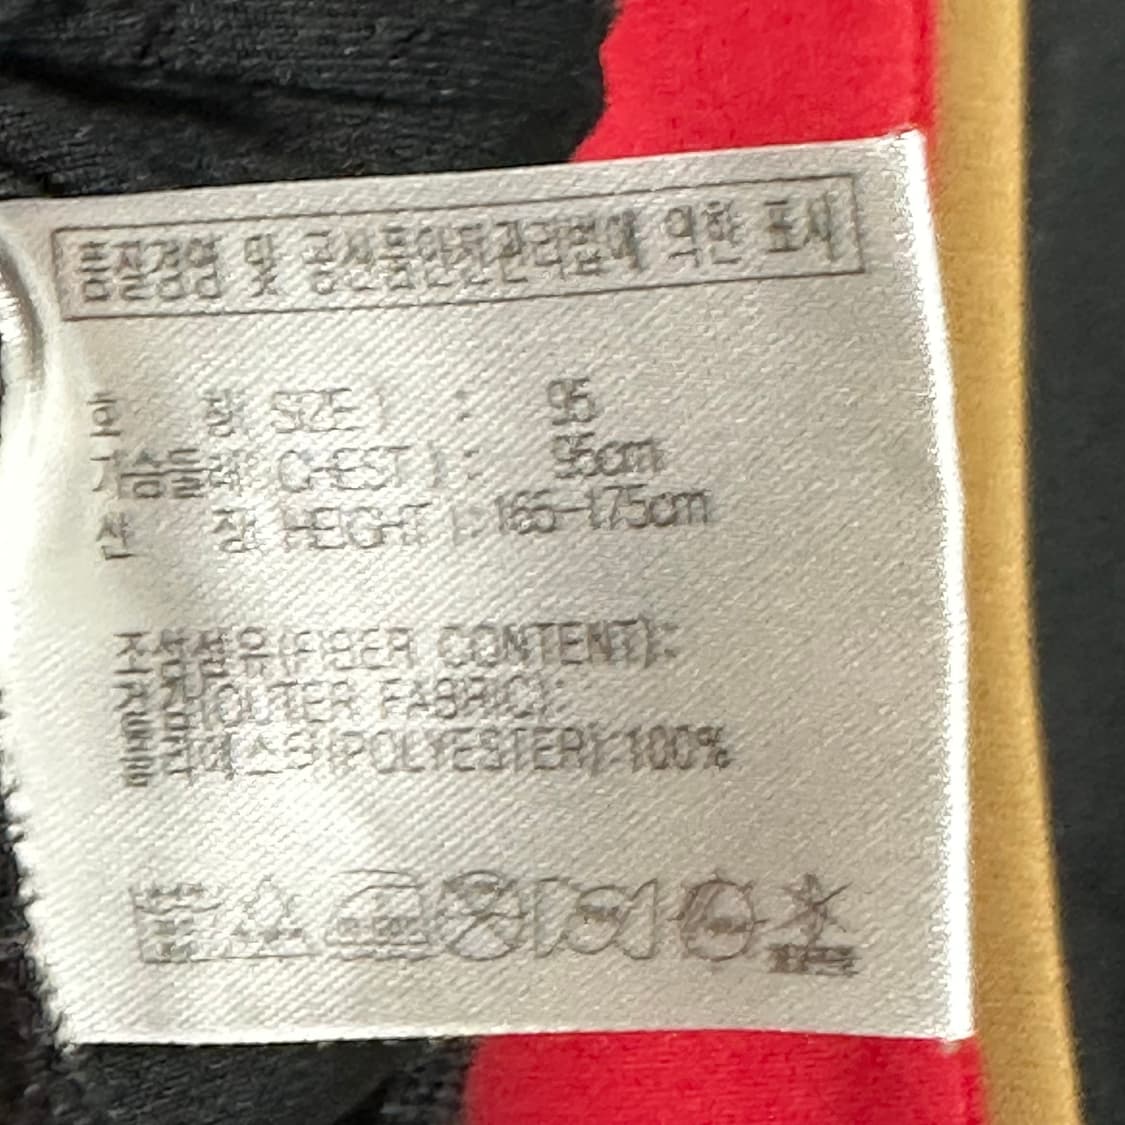 품질경영 및 공산품안전관리법에 의한 표시
호 칭( SIZE ) : 95
가슴둘레( CHEST ) : 95cm
신 장( HEIGHT ) : 165-175cm
조성섬유(FIBER CONTENT):
(OUTER FABRIC):
폴리에스터(POLYESTER):100%